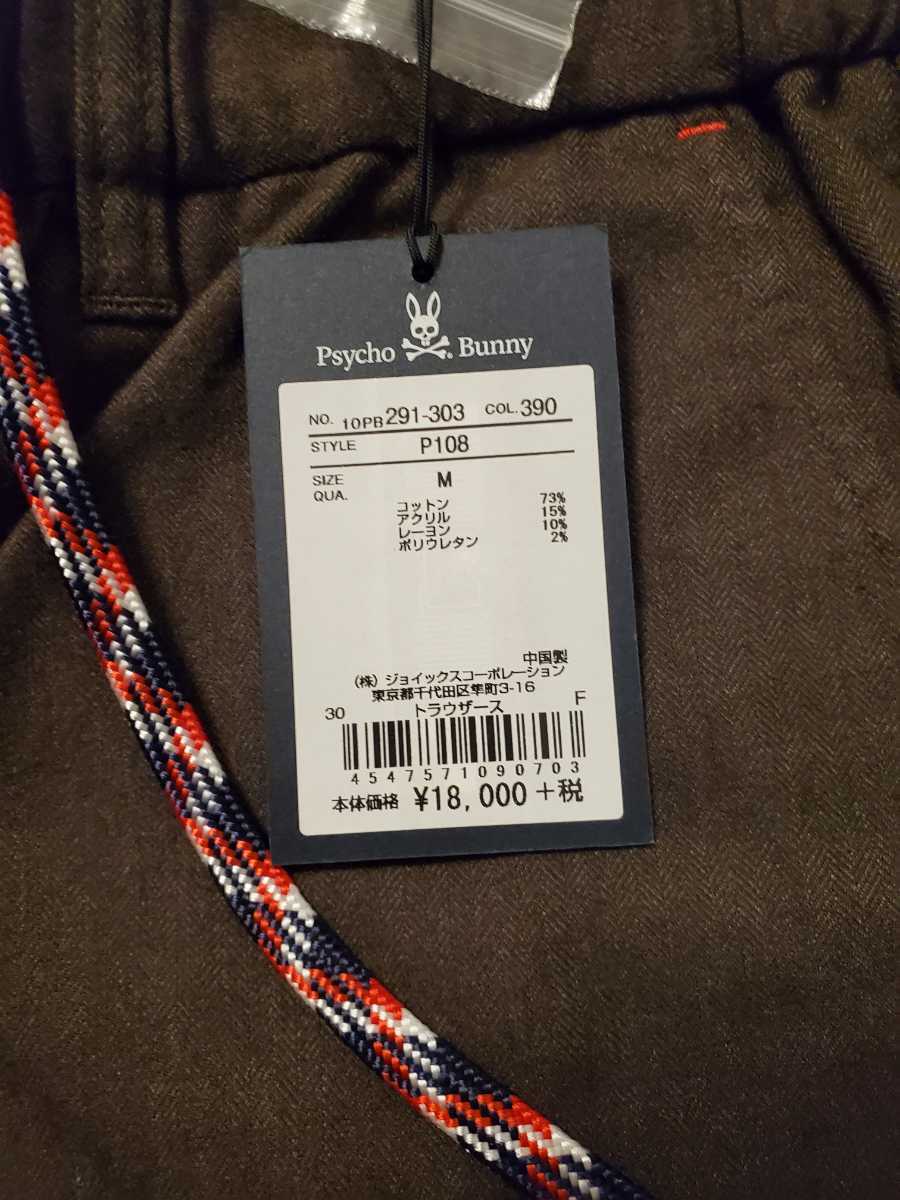 Psycho Bunny
NO. 10PB291-303 COL.390
STYLE P108
SIZE M
QUA.
コットン 73%
アクリル 15%
レーヨン 10%
ポリウレタン 2%
中国製
(株)ジョイックスコーポレーション
東京都千代田区隼町3-16
30 トラウザース F
4547571090703
本体価格 ¥18,000+税